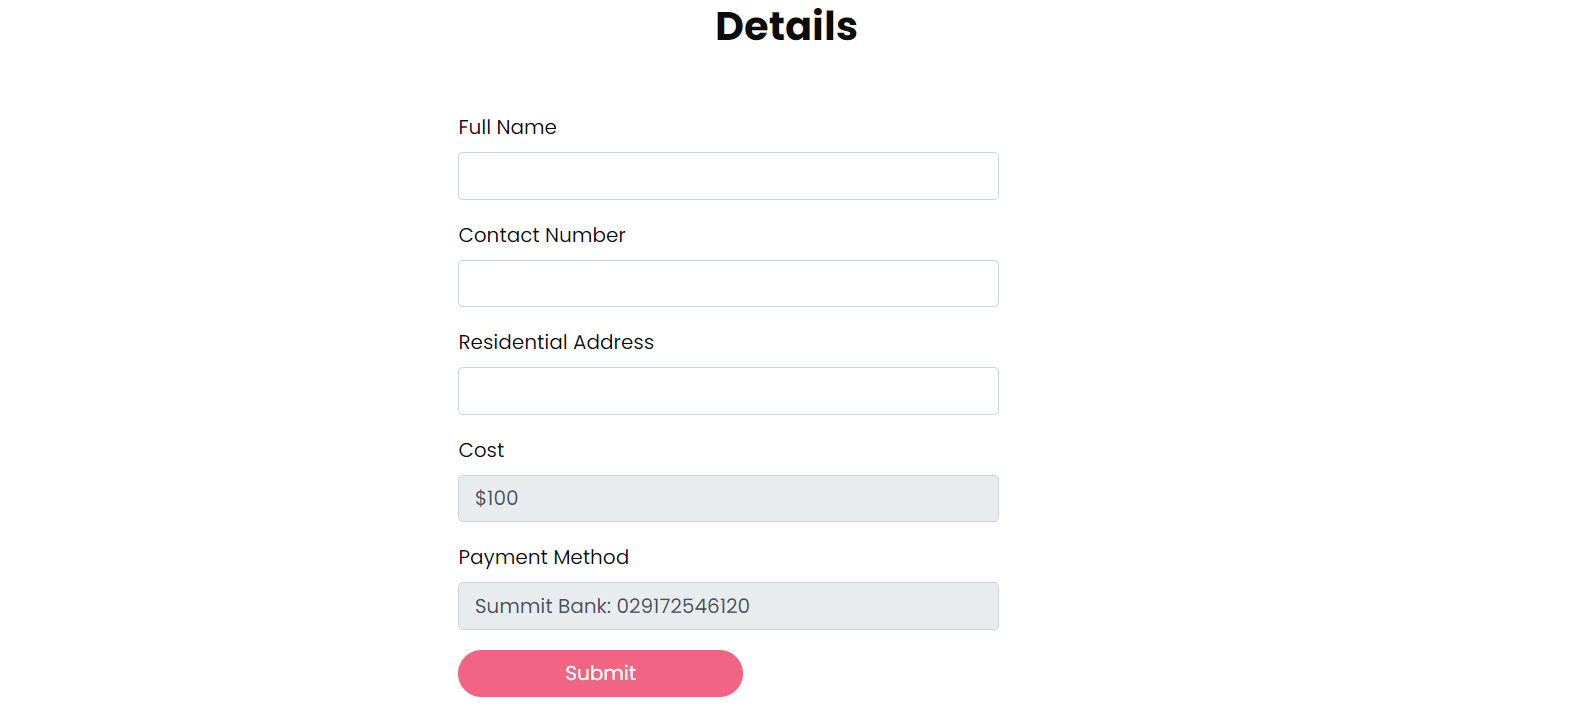 Details
Full Name
Contact Number
Residential Address
Cost
$100
Payment Method
Summit Bank: 029172546120
Submit